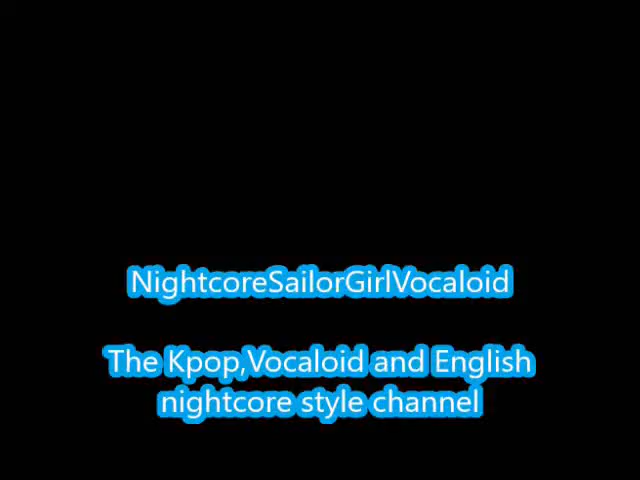 NightcoreSailorGirlVocaloid
The Kpop,Vocaloid and English
nightcore style channel